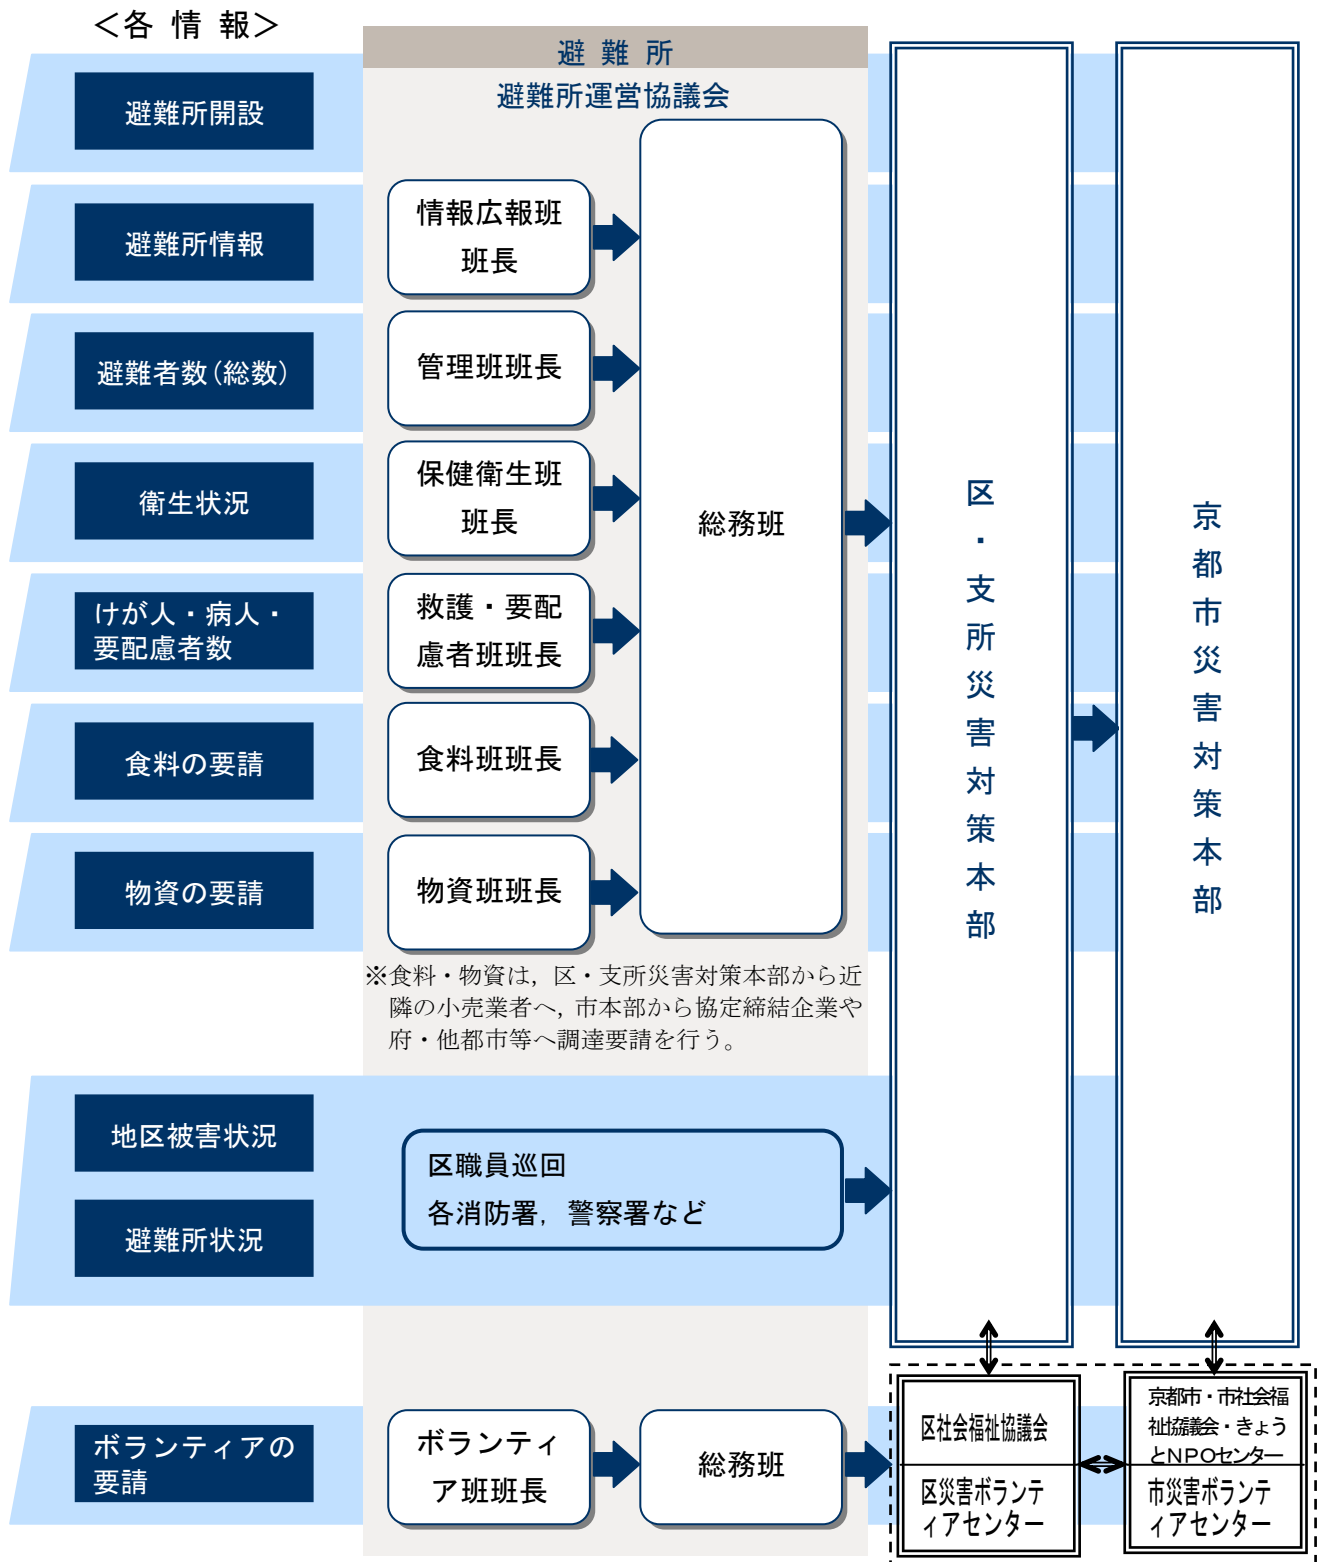 ＜各 情 報＞
避 難 所
避難所運営協議会
避難所開設
避難所情報
情報広報班
班長
避難者数(総数)
管理班班長
衛生状況
保健衛生班
班長
けが人・病人・
要配慮者数
救護・要配
慮者班班長
食料の要請
食料班班長
物資の要請
物資班班長
総務班
区・支所災害対策本部
京都市災害対策本部
※食料・物資は，区・支所災害対策本部から近
隣の小売業者へ，市本部から協定締結企業や
府・他都市等へ調達要請を行う。
地区被害状況
避難所状況
区職員巡回
各消防署，警察署など
ボランティアの
要請
ボランティ
ア班班長
総務班
区社会福祉協議会
区災害ボランテ
ィアセンター
京都市・市社会福
祉協議会・きょう
とNPOセンター
市災害ボランテ
ィアセンター